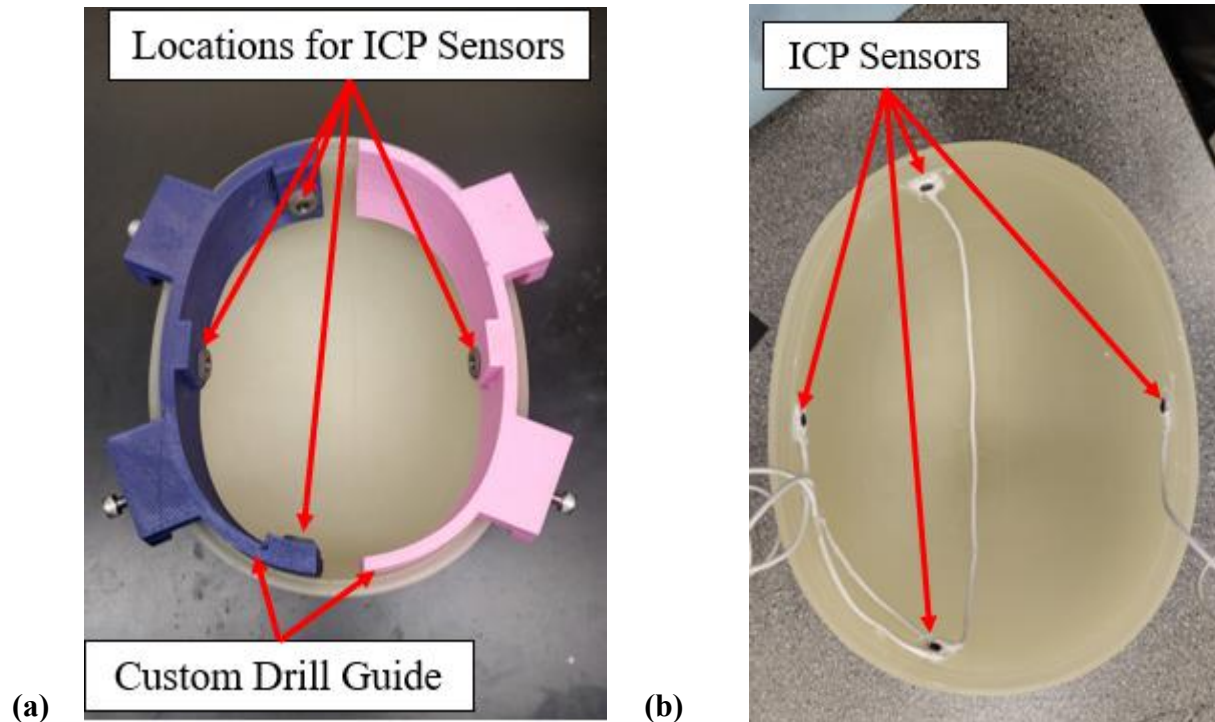 Locations for ICP Sensors
ICP Sensors
Custom Drill Guide
(a)
(b)